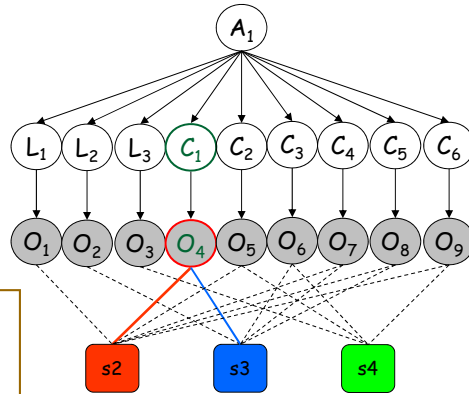 A₁
L₁ L₂ L₃ C₁ C₂ C₃ C₄ C₅ C₆
O₁ O₂ O₃ O₄ O₅ O₆ O₇ O₈ O₉
s2 s3 s4